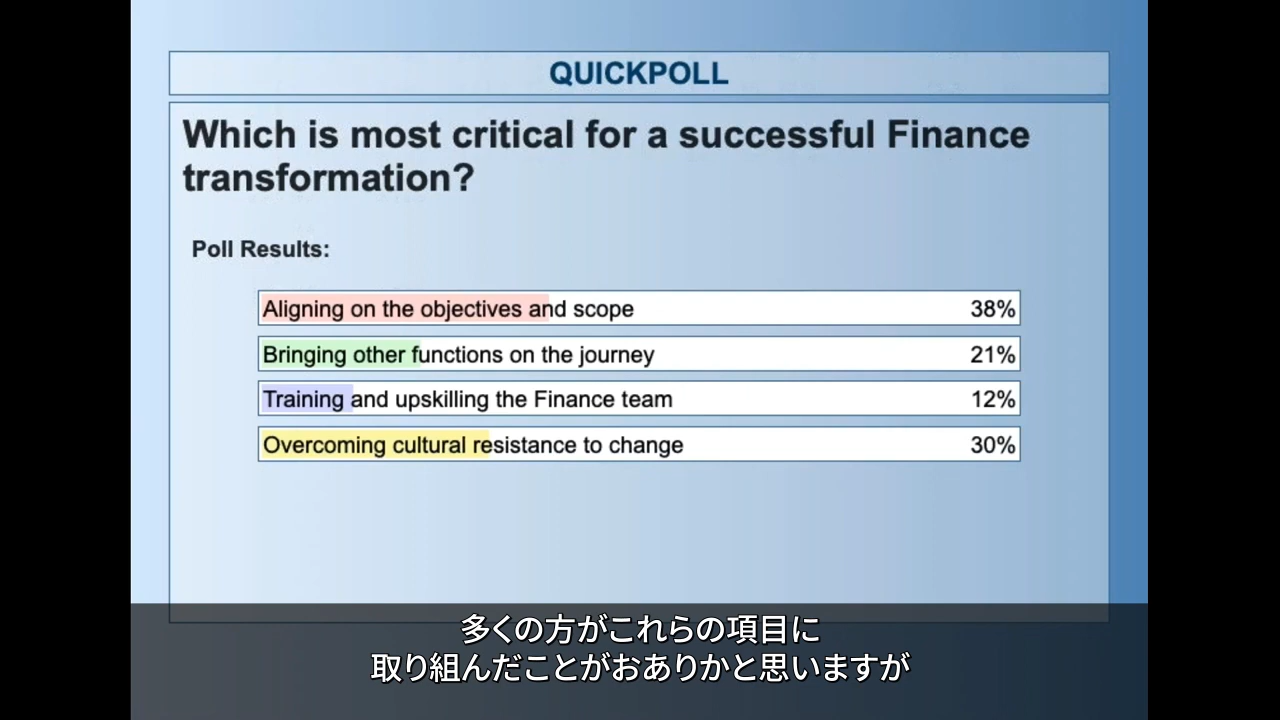 QUICKPOLL
Which is most critical for a successful Finance
transformation?
Poll Results:
Aligning on the objectives and scope 38%
Bringing other functions on the journey 21%
Training and upskilling the Finance team 12%
Overcoming cultural resistance to change 30%
多くの方がこれらの項目に
取り組んだことがおありかと思いますが